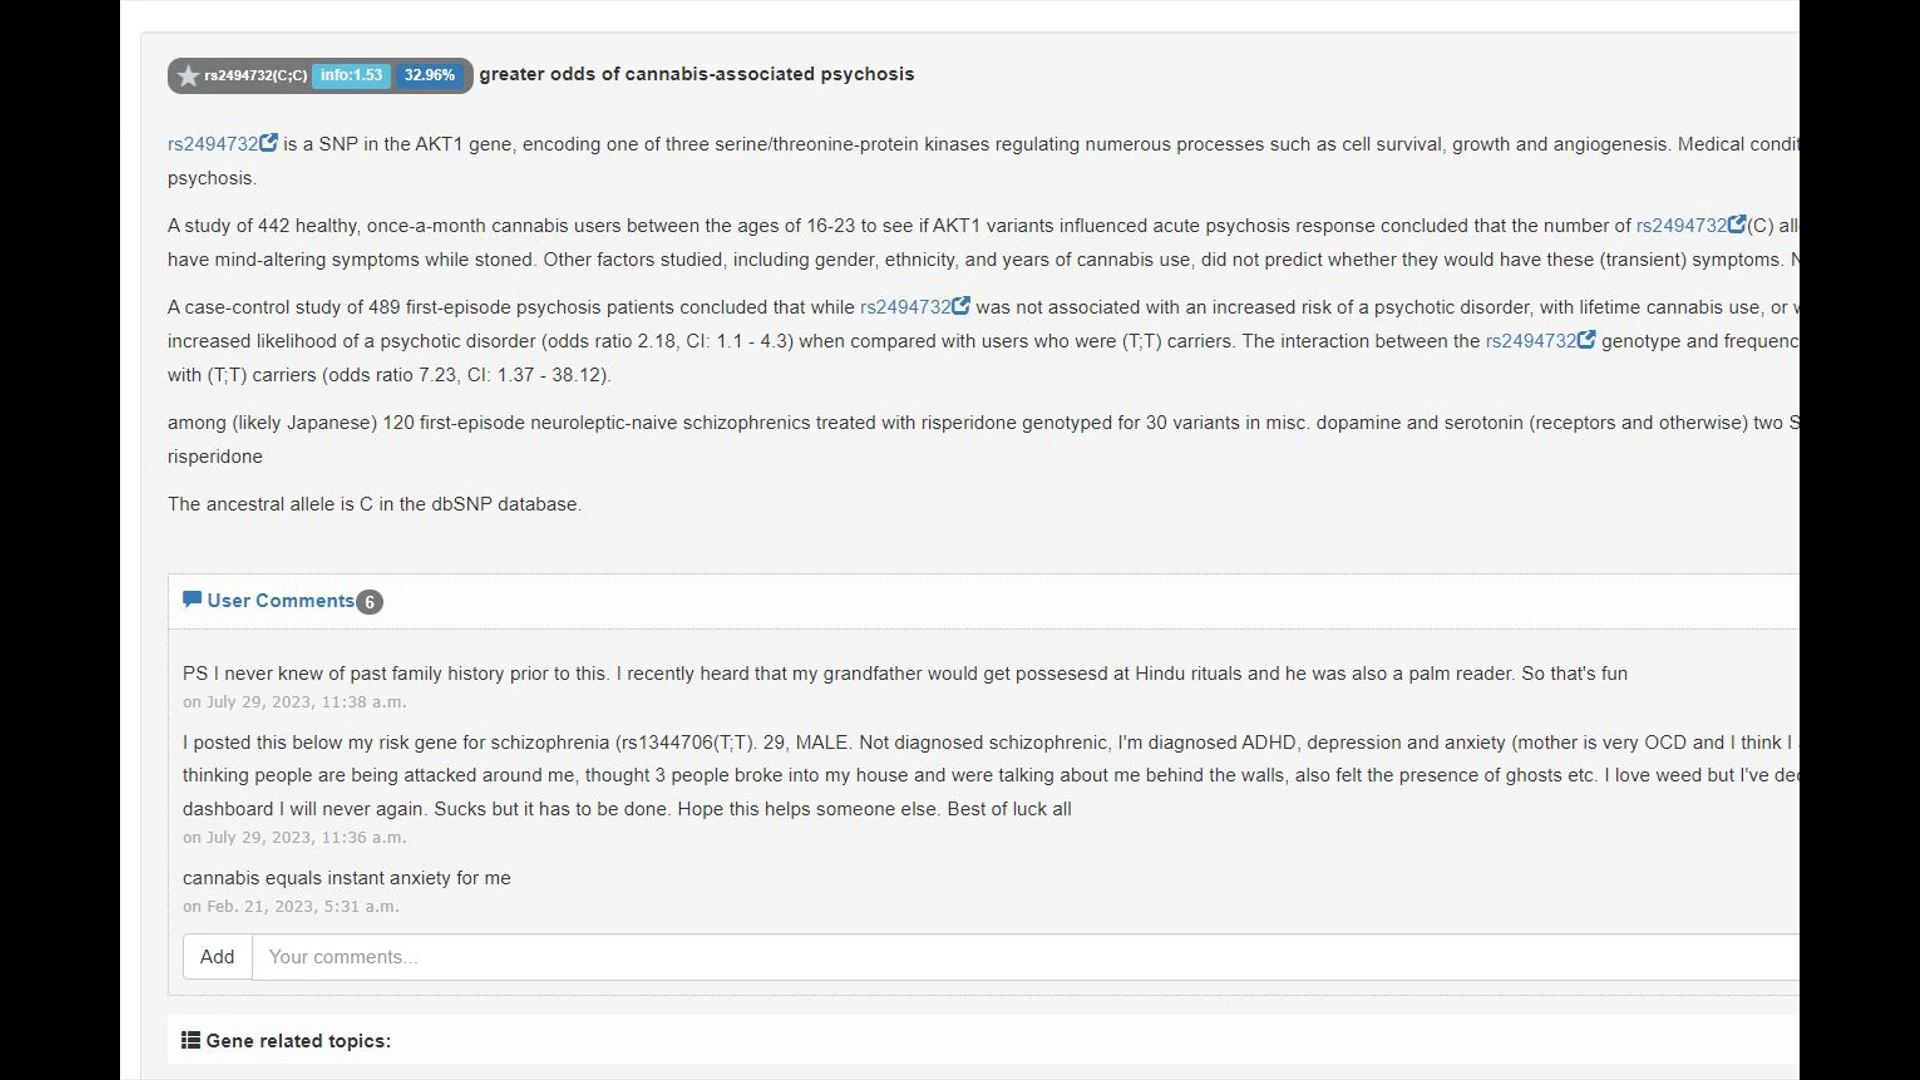 rs2494732(C;C) info:1.53 32.96% greater odds of cannabis-associated psychosis
rs2494732 is a SNP in the AKT1 gene, encoding one of three serine/threonine-protein kinases regulating numerous processes such as cell survival, growth and angiogenesis. Medical
psychosis.
A study of 442 healthy, once-a-month cannabis users between the ages of 16-23 to see if AKT1 variants influenced acute psychosis response concluded that the number of rs2494732(C)
have mind-altering symptoms while stoned. Other factors studied, including gender, ethnicity, and years of cannabis use, did not predict whether they would have these (transient) symptoms.
A case-control study of 489 first-episode psychosis patients concluded that while rs2494732 was not associated with an increased risk of a psychotic disorder, with lifetime cannabis use, or
increased likelihood of a psychotic disorder (odds ratio 2.18, CI: 1.1 - 4.3) when compared with users who were (T;T) carriers. The interaction between the rs2494732 genotype and
with (T;T) carriers (odds ratio 7.23, CI: 1.37 - 38.12).
among (likely Japanese) 120 first-episode neuroleptic-naive schizophrenics treated with risperidone genotyped for 30 variants in misc. dopamine and serotonin (receptors and otherwise) two
risperidone
The ancestral allele is C in the dbSNP database.
User Comments 6
PS I never knew of past family history prior to this. I recently heard that my grandfather would get possesesd at Hindu rituals and he was also a palm reader. So that's fun
on July 29, 2023, 11:38 a.m.
I posted this below my risk gene for schizophrenia (rs1344706(T;T). 29, MALE. Not diagnosed schizophrenic, I'm diagnosed ADHD, depression and anxiety (mother is very OCD and I think I
thinking people are being attacked around me, thought 3 people broke into my house and were talking about me behind the walls, also felt the presence of ghosts etc. I love weed but I've
dashboard I will never again. Sucks but it has to be done. Hope this helps someone else. Best of luck all
on July 29, 2023, 11:36 a.m.
cannabis equals instant anxiety for me
on Feb. 21, 2023, 5:31 a.m.
Add Your comments...
Gene related topics: